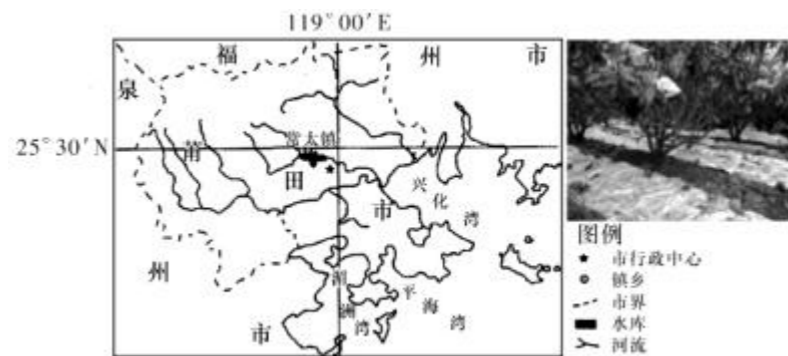 119°00′E
福 州 市
泉
25°30′N
常太镇
莆
田
市
兴
化
湾
州
湄
洲
湾
平
海
湾
市
图例
市行政中心
镇乡
市界
水库
河流